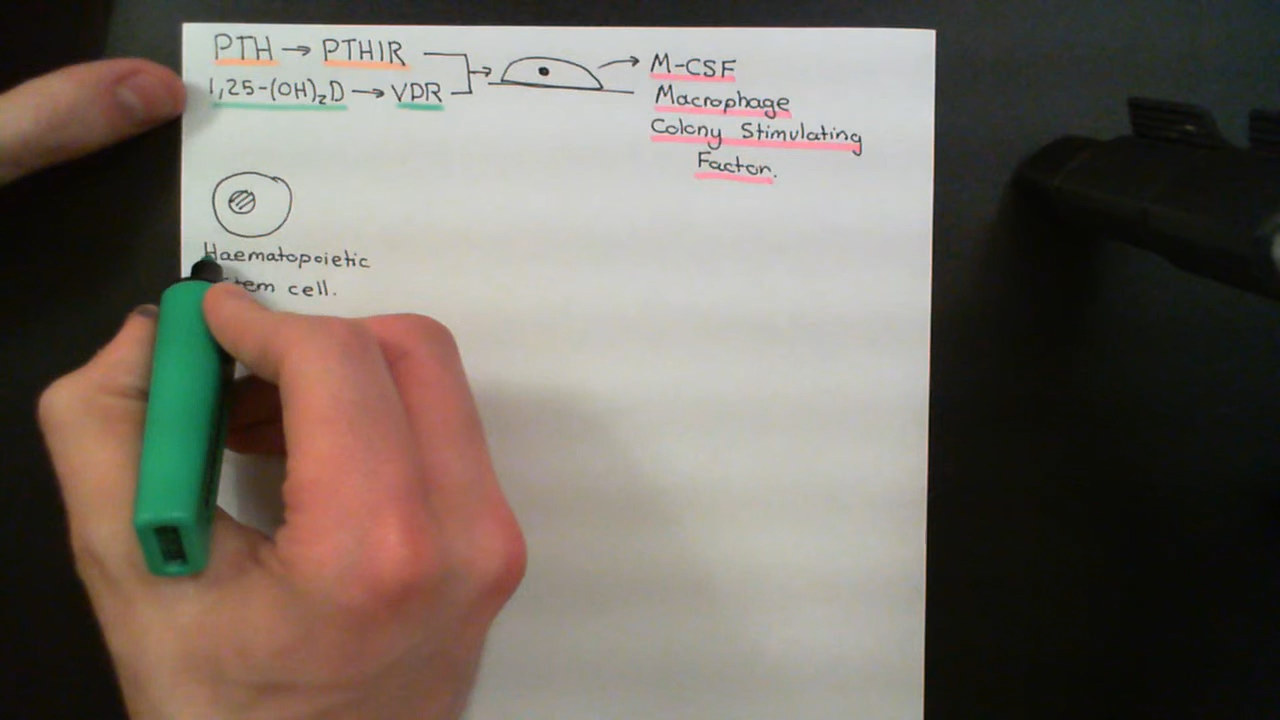 PTH → PTH1R
1,25-(OH)₂D → VDR
M-CSF
Macrophage
Colony Stimulating
Factor.
Haematopoietic
cell.